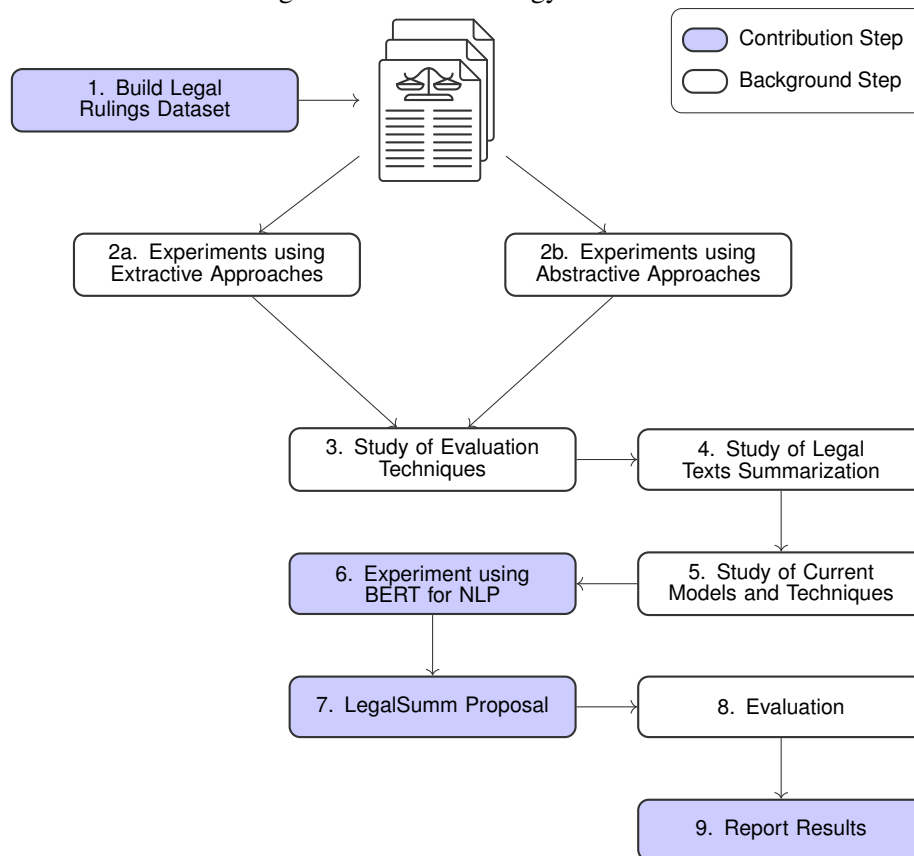 Contribution Step
Background Step
1. Build Legal
Rulings Dataset
2a. Experiments using
Extractive Approaches
2b. Experiments using
Abstractive Approaches
3. Study of Evaluation
Techniques
4. Study of Legal
Texts Summarization
5. Study of Current
Models and Techniques
6. Experiment using
BERT for NLP
7. LegalSumm Proposal
8. Evaluation
9. Report Results